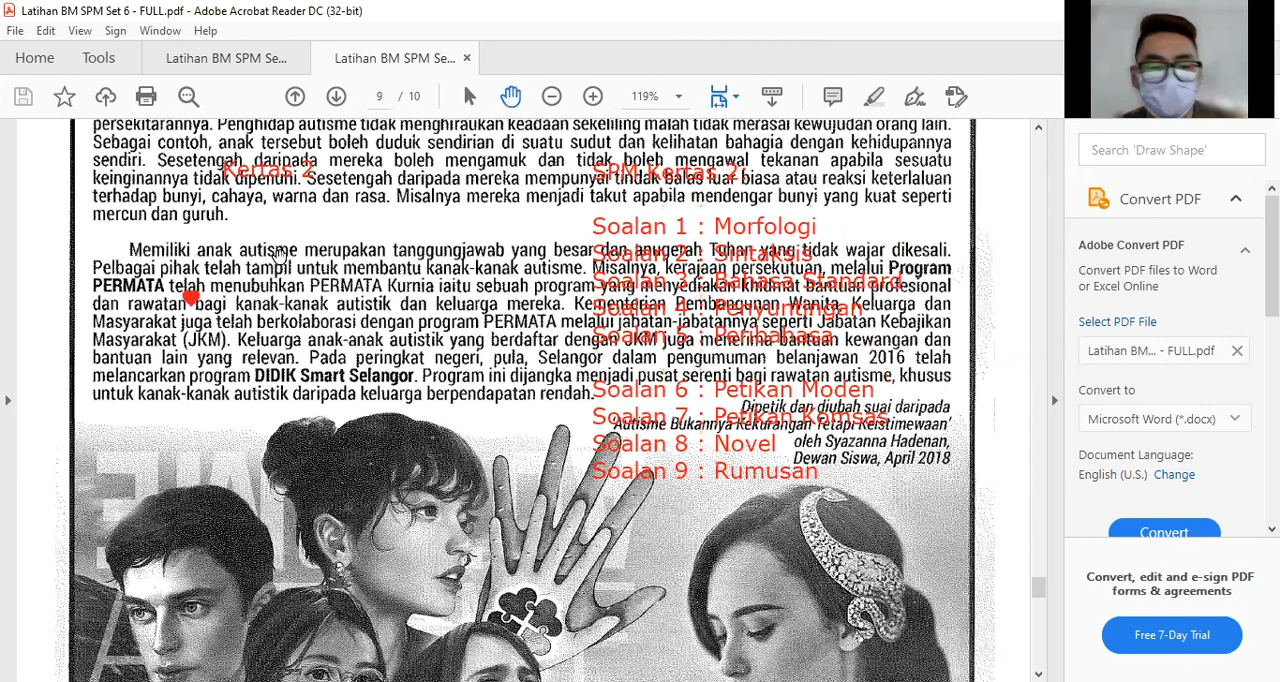 Latihan BM SPM Set 6 - FULL.pdf - Adobe Acrobat Reader DC (32-bit)
File Edit View Sign Window Help
Home Tools Latihan BM SPM Se... Latihan BM SPM Se... ×
9 / 10 119%
persekitarannya. Penghidap autisme tidak menghiraukan keadaan sekeliling malah tidak merasai kewujudan orang lain.
Sebagai contoh, anak tersebut boleh duduk sendirian di suatu sudut dan kelihatan bahagia dengan kehidupannya
sendiri. Sesetengah daripada mereka boleh mengamuk dan tidak boleh mengawal tekanan apabila sesuatu
keinginannya tidak dipenuhi. Sesetengah daripada mereka mempunyai tindak balas luar biasa atau reaksi keterlaluan
terhadap bunyi, cahaya, warna dan rasa. Misalnya mereka menjadi takut apabila mendengar bunyi yang kuat seperti
mercun dan guruh.
Memiliki anak autisme merupakan tanggungjawab yang besar dan anugerah Tuhan yang tidak wajar dikesali.
Pelbagai pihak telah tampil untuk membantu kanak-kanak autisme. Misalnya, kerajaan persekutuan, melalui Program
PERMATA telah menubuhkan PERMATA Kurnia iaitu sebuah program yang menyediakan khidmat bantuan profesional
dan rawatan bagi kanak-kanak autistik dan keluarga mereka. Kementerian Pembangunan Wanita, Keluarga dan
Masyarakat juga telah berkolaborasi dengan program PERMATA melalui jabatan-jabatannya seperti Jabatan Kebajikan
Masyarakat (JKM). Keluarga anak-anak autistik yang berdaftar dengan JKM juga menerima bantuan kewangan dan
bantuan lain yang relevan. Pada peringkat negeri, pula, Selangor dalam pengumuman belanjawan 2016 telah
melancarkan program DIDIK Smart Selangor. Program ini dijangka menjadi pusat serenti bagi rawatan autisme, khusus
untuk kanak-kanak autistik daripada keluarga berpendapatan rendah.
Dipetik dan diubah suai daripada
'Autisme Bukannya Kekurangan Tetapi Keistimewaan'
oleh Syazanna Hadenan,
Dewan Siswa, April 2018
Kertas 2
SPM Kertas 2:
Soalan 1 : Morfologi
Soalan 2 : Sintaksis
Soalan 3 : Bahasa Standard
Soalan 4 : Penyuntingan
Soalan 5 : Peribahasa
Soalan 6 : Petikan Moden
Soalan 7 : Petikan Komsas
Soalan 8 : Novel
Soalan 9 : Rumusan
Search 'Draw Shape'
Convert PDF
Adobe Convert PDF
Convert PDF files to Word
or Excel Online
Select PDF File
Latihan BM... - FULL.pdf ×
Convert to
Microsoft Word (*.docx)
Document Language:
English (U.S.) Change
Convert
Convert, edit and e-sign PDF
forms & agreements
Free 7-Day Trial